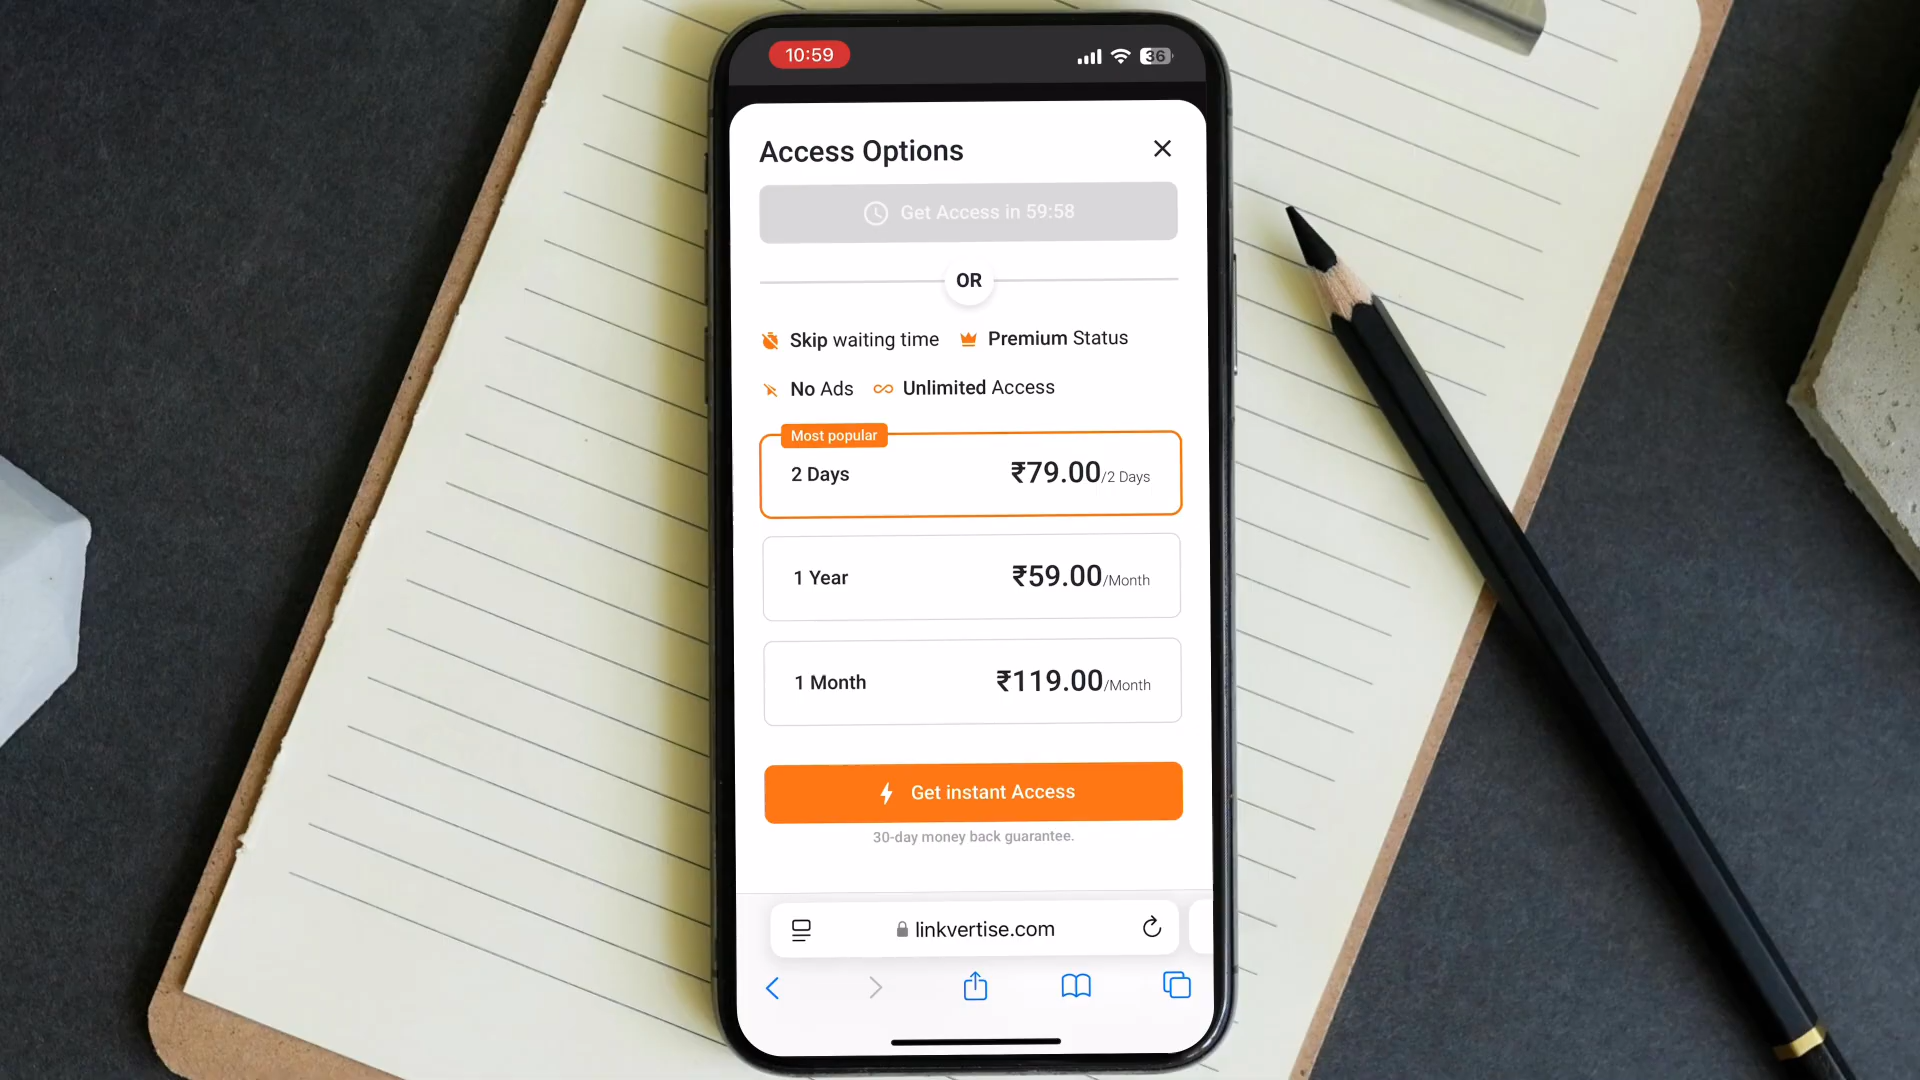 10:59
36
Access Options
Get Access in 59:58
OR
Skip waiting time Premium Status
No Ads Unlimited Access
Most popular
2 Days ₹79.00/2 Days
1 Year ₹59.00/Month
1 Month ₹119.00/Month
Get instant Access
30-day money back guarantee.
linkvertise.com